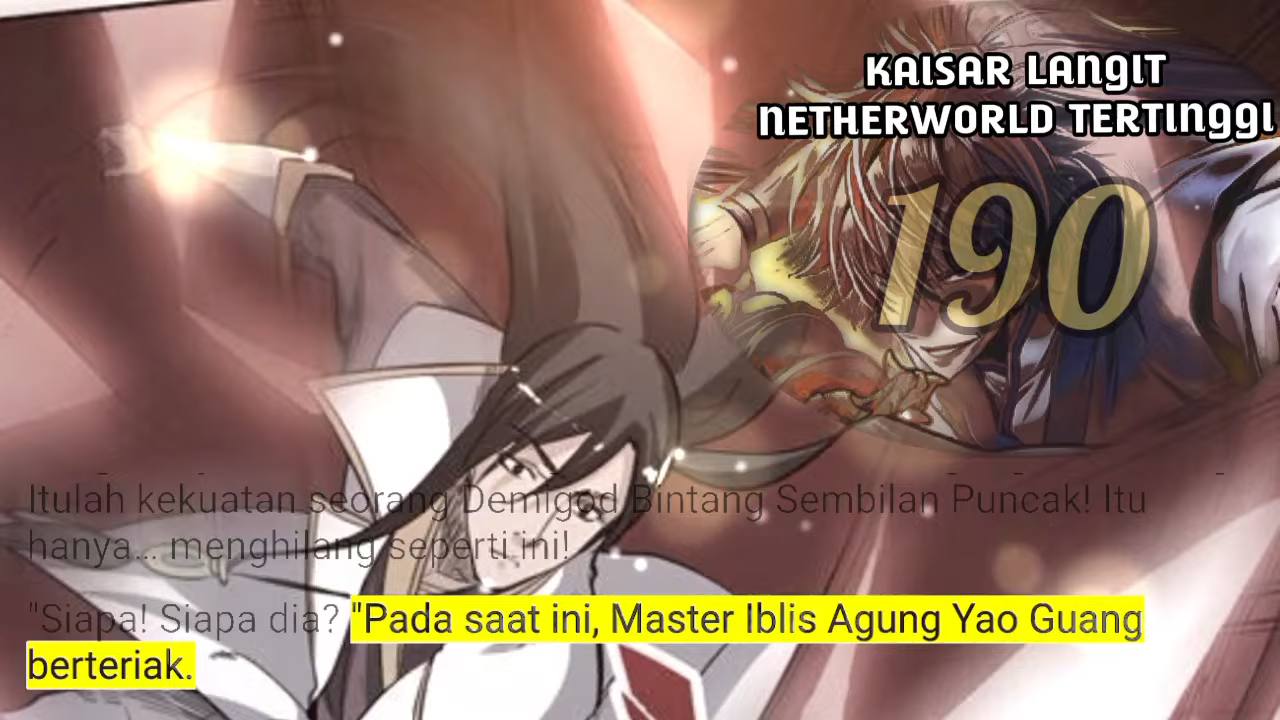 KAISAR LANGIT
NETHERWORLD TERTINGGI
190
Itulah kekuatan seorang Demigod Bintang Sembilan Puncak! Itu
hanya... menghilang seperti ini!
"Siapa! Siapa dia? "Pada saat ini, Master Iblis Agung Yao Guang
berteriak.